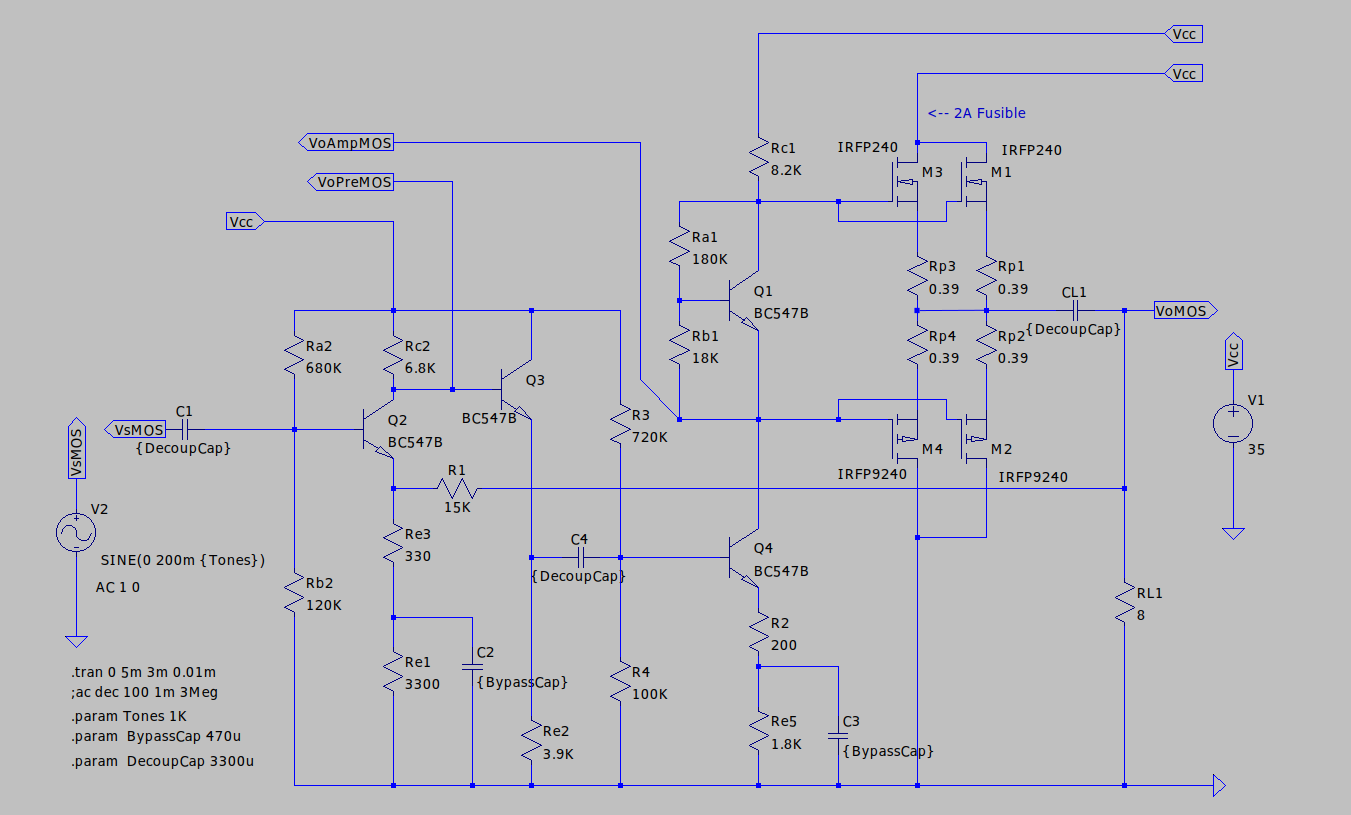 Vcc
Vcc
<-- 2A Fusible
VoAmpMOS
IRFP240
IRFP240
Rc1
8.2K
M3
M1
VoPreMOS
Vcc
Ra1
180K
Rp3
0.39
Rp1
0.39
Q1
BC547B
CL1
{DecoupCap}
VoMOS
Ra2
680K
Rc2
6.8K
Rb1
18K
Rp4
0.39
Rp2
0.39
Vcc
Q3
BC547B
V1
35
C1
{DecoupCap}
VsMOS
Q2
BC547B
R3
720K
M4
IRFP9240
M2
IRFP9240
VsMOS
R1
15K
V2
SINE(0 200m {Tones})
AC 1 0
Re3
330
C4
{DecoupCap}
Q4
BC547B
Rb2
120K
RL1
8
R2
200
C2
{BypassCap}
Re1
3300
R4
100K
.tran 0 5m 3m 0.01m
;ac dec 100 1m 3Meg
.param Tones 1K
.param BypassCap 470u
.param DecoupCap 3300u
Re2
3.9K
Re5
1.8K
C3
{BypassCap}